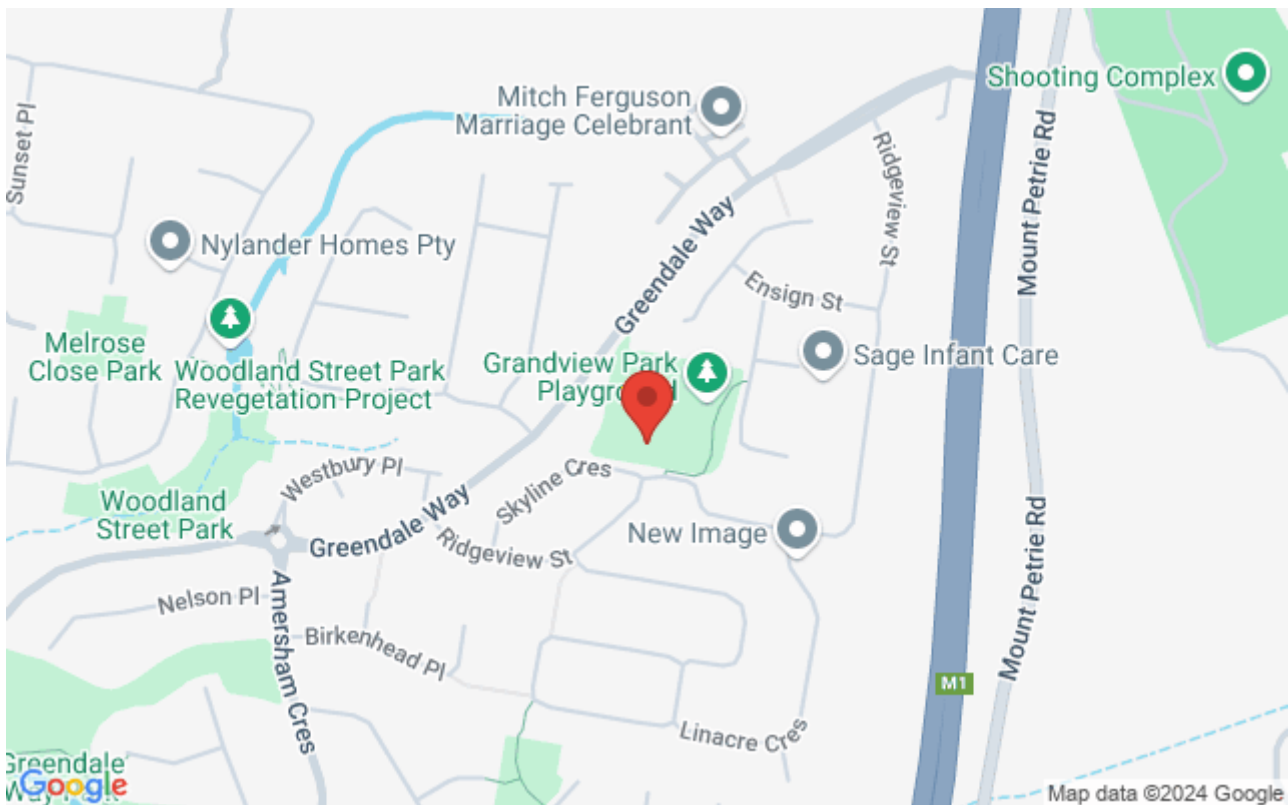 Shooting Complex
Mitch Ferguson
Marriage Celebrant
Sunset Pl
Mount Petrie Rd
Ridgeview St
Nylander Homes Pty
Greendale Way
Ensign St
Melrose
Close Park
Woodland Street Park
Revegetation Project
Grandview Park
Sage Infant Care
Westbury Pl
Skyline Cres
Woodland
Street Park
Greendale Way
Ridgeview St
New Image
Mount Petrie Rd
Nelson Pl
Amersham Cres
Birkenhead Pl
M1
Linacre Cres
Greendale
Google
Map data ©2024 Google